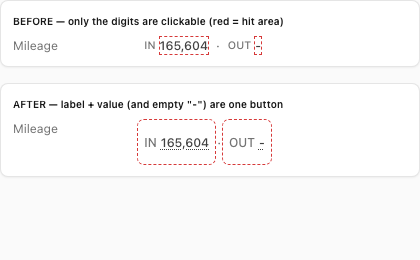 BEFORE — only the digits are clickable (red = hit area)
Mileage IN 165,604 · OUT -
AFTER — label + value (and empty "-") are one button
Mileage
IN 165,604 · OUT -